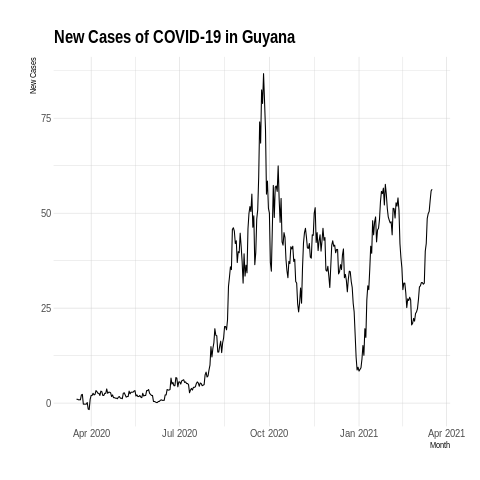 New Cases of COVID-19 in Guyana
New Cases
75
50
25
0
Apr 2020
Jul 2020
Oct 2020
Jan 2021
Apr 2021
Month